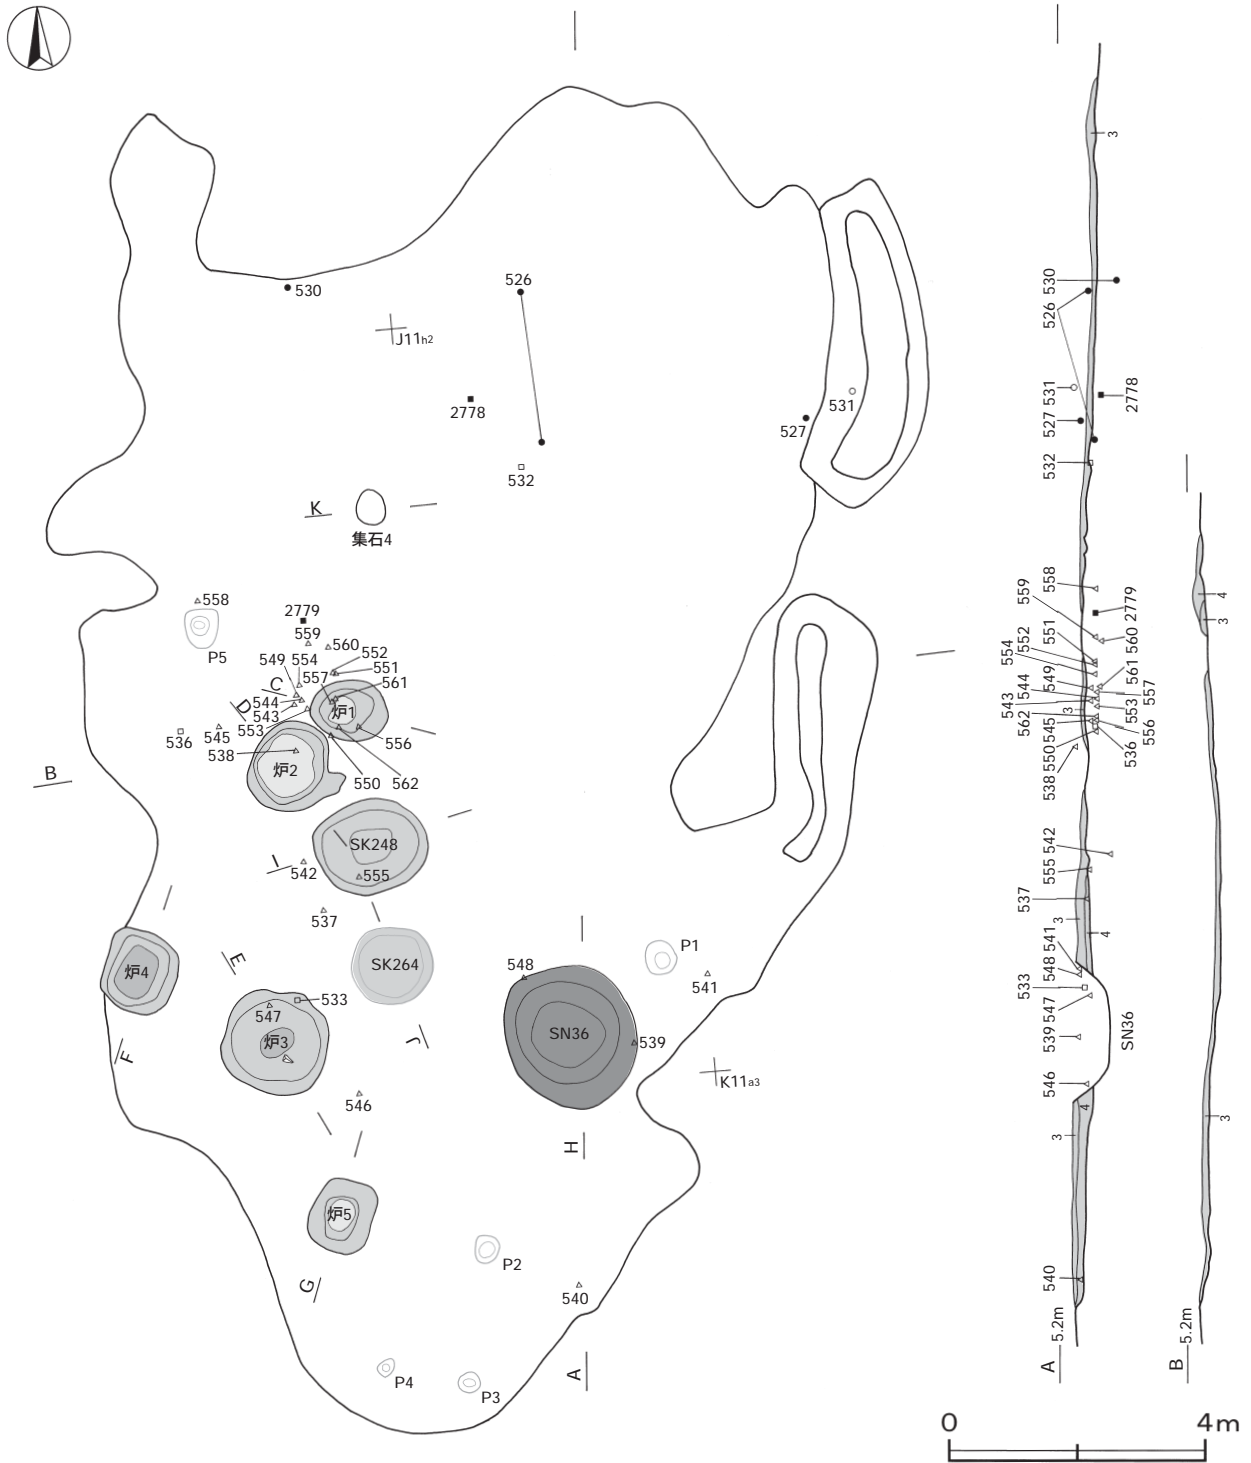 530
526
J11h2
2778
531
527
532
K
集石4
558
P5
2779
559
560
552
549
554
551
557
561
C
544
D
543
553
炉1
536
545
538
556
炉2
550
562
B
SK248
I
542
555
537
炉4
E
SK264
P1
548
541
533
547
炉3
SN36
539
F
J
K11a3
546
H
炉5
G
P2
540
P4
P3
A
3
530
526
531
2778
527
532
558
559
2779
551
552
560
554
549
561
544
557
543
3
553
562
545
556
550
536
538
542
555
537
3
4
541
548
533
547
539
SN36
546
4
3
540
5.2m
A
4
3
3
5.2m
B
0
4m